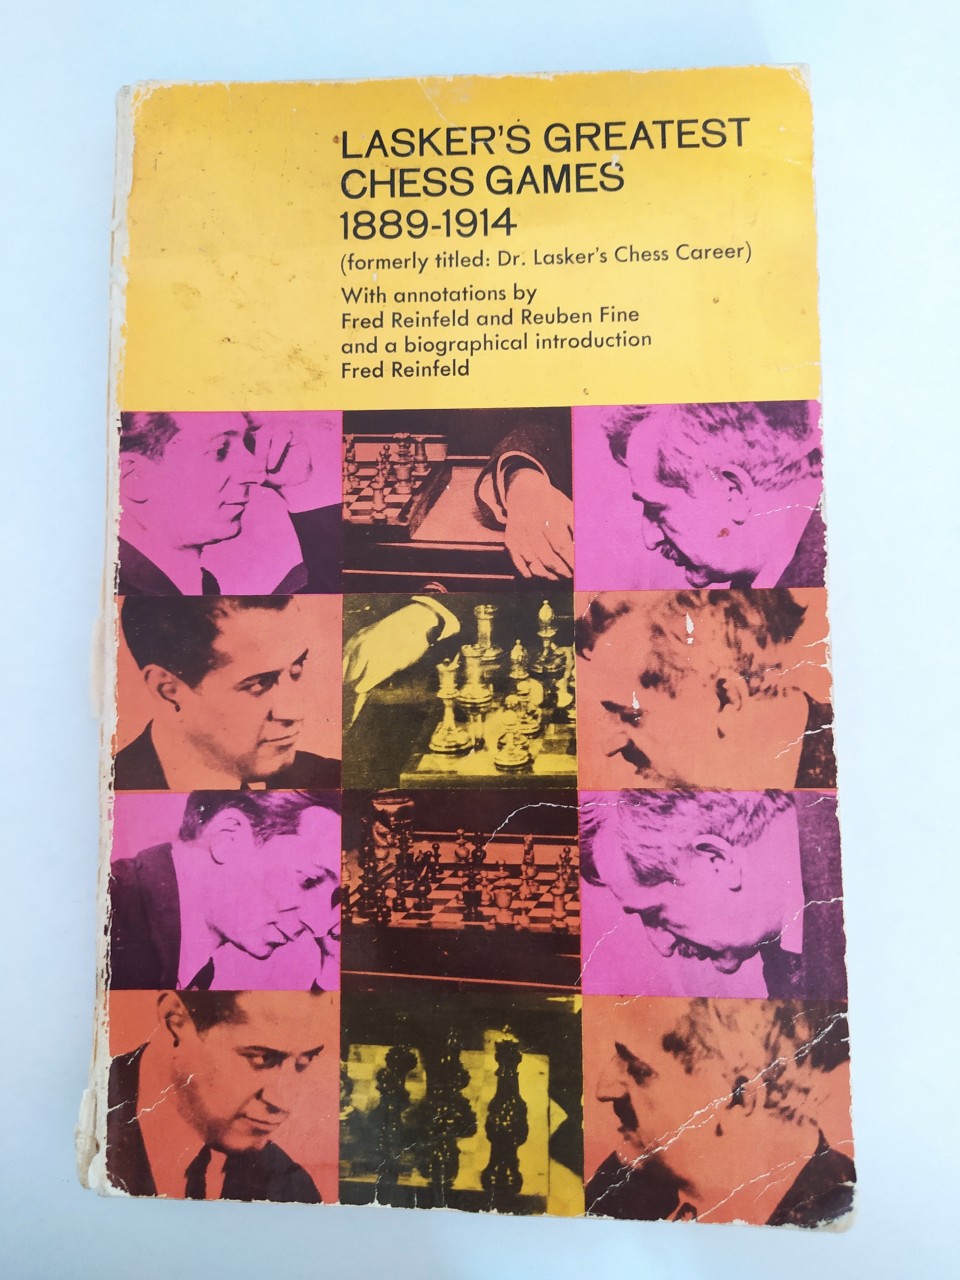 LASKER'S GREATEST
CHESS GAMES
1889-1914
(formerly titled: Dr. Lasker's Chess Career)
With annotations by
Fred Reinfeld and Reuben Fine
and a biographical introduction
Fred Reinfeld